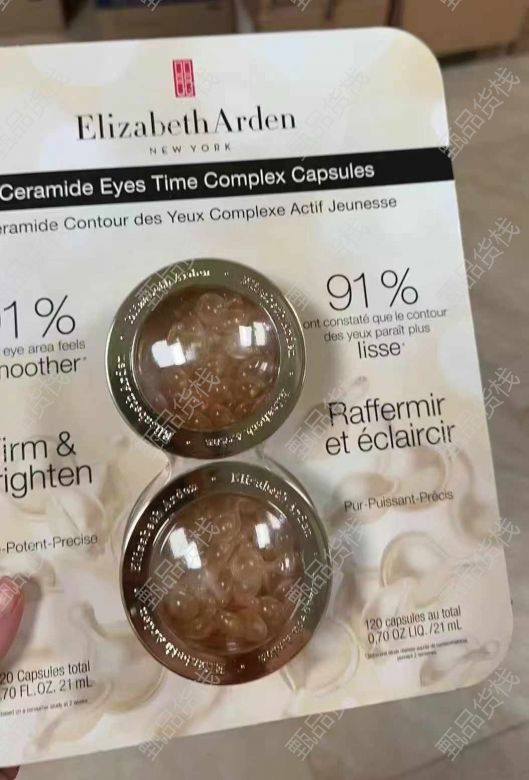 Elizabeth Arden
NEW YORK
Ceramide Eyes Time Complex Capsules
eramide Contour des Yeux Complexe Actif Jeunesse
91%
eye area feels
moother*
irm &
righten
-Potent-Precise
20 Capsules total
.70 FL.OZ. 21 mL
91%
ont constaté que le contour
des yeux paraît plus
lisse*
Raffermir
et éclaircir
Pur-Puissant-Précis
120 capsules au total
0,70 OZ LIQ./21 mL
Elizabeth Arden
Elizabeth Arden
甄品货栈